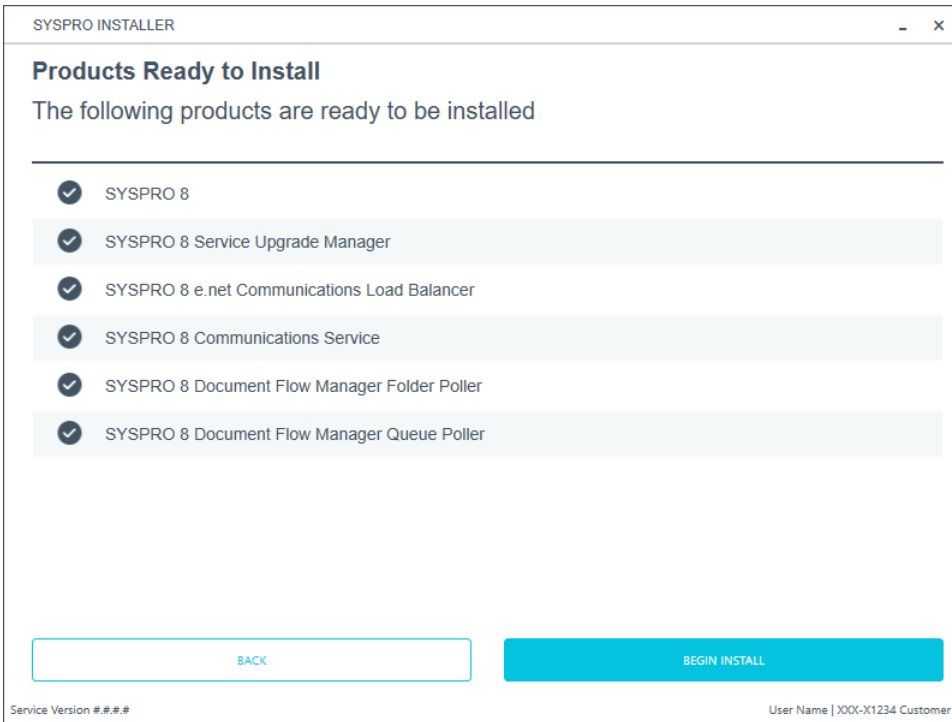 SYSPRO INSTALLER
Products Ready to Install
The following products are ready to be installed
SYSPRO 8
SYSPRO 8 Service Upgrade Manager
SYSPRO 8 e.net Communications Load Balancer
SYSPRO 8 Communications Service
SYSPRO 8 Document Flow Manager Folder Poller
SYSPRO 8 Document Flow Manager Queue Poller
BACK
BEGIN INSTALL
Service Version #.#.#.#
User Name | XXX-X1234 Customer